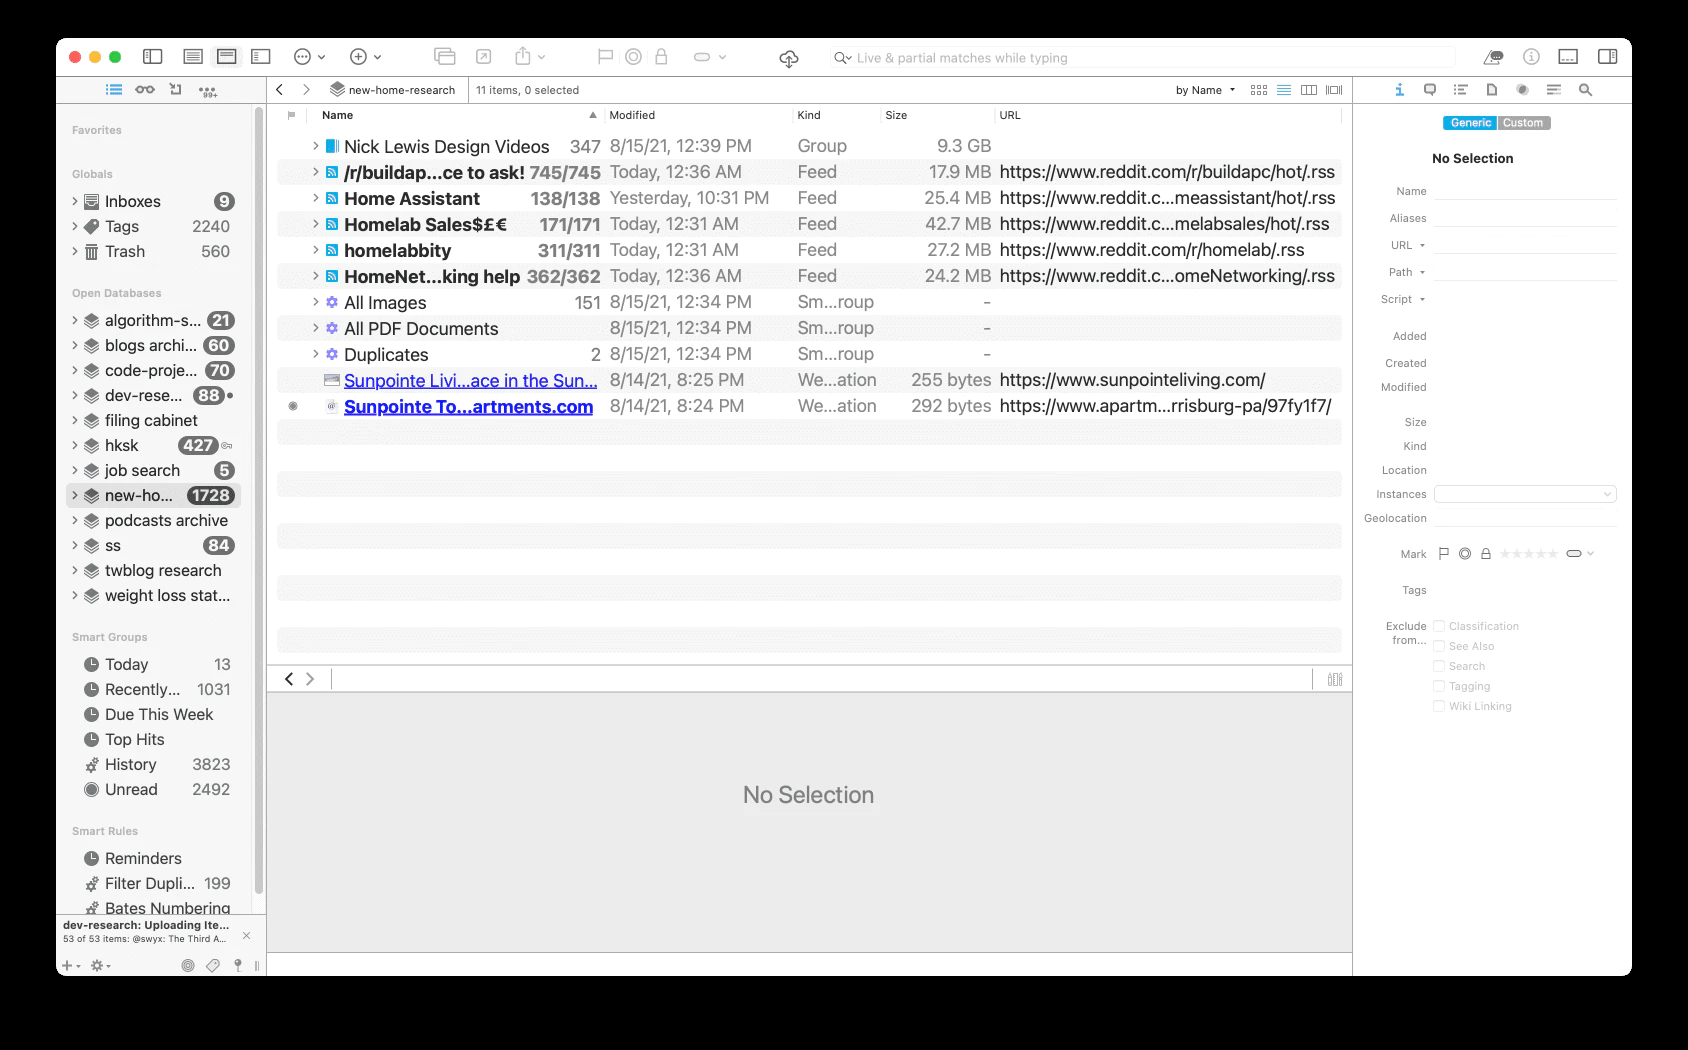 Live & partial matches while typing
99+
new-home-research
11 items, 0 selected
by Name
Name
Modified
Kind
Size
URL
Nick Lewis Design Videos 347 8/15/21, 12:39 PM Group 9.3 GB
/r/buildap...ce to ask! 745/745 Today, 12:36 AM Feed 17.9 MB https://www.reddit.com/r/buildapc/hot/.rss
Home Assistant 138/138 Yesterday, 10:31 PM Feed 25.4 MB https://www.reddit.c...meassistant/hot/.rss
Homelab Sales$£€ 171/171 Today, 12:31 AM Feed 42.7 MB https://www.reddit.c...melabsales/hot/.rss
homelabbity 311/311 Today, 12:31 AM Feed 27.2 MB https://www.reddit.com/r/homelab/.rss
HomeNet...king help 362/362 Today, 12:36 AM Feed 24.2 MB https://www.reddit.c...omeNetworking/.rss
All Images 151 8/15/21, 12:34 PM Sm...roup -
All PDF Documents 8/15/21, 12:34 PM Sm...roup -
Duplicates 2 8/15/21, 12:34 PM Sm...roup -
Sunpointe Livi...ace in the Sun... 8/14/21, 8:25 PM We...ation 255 bytes https://www.sunpointeliving.com/
Sunpointe To...artments.com 8/14/21, 8:24 PM We...ation 292 bytes https://www.apartm...rrisburg-pa/97fy1f7/
No Selection
Favorites
Globals
Inboxes 9
Tags 2240
Trash 560
Open Databases
algorithm-s... 21
blogs archi... 60
code-proje... 70
dev-rese... 88
filing cabinet
hksk 427
job search 5
new-ho... 1728
podcasts archive
ss 84
twblog research
weight loss stat...
Smart Groups
Today 13
Recently... 1031
Due This Week
Top Hits
History 3823
Unread 2492
Smart Rules
Reminders
Filter Dupli... 199
Bates Numbering
dev-research: Uploading Ite...
53 of 53 items: @swyx: The Third A...
Generic Custom
No Selection
Name
Aliases
URL
Path
Script
Added
Created
Modified
Size
Kind
Location
Instances
Geolocation
Mark
Tags
Exclude from...
Classification
See Also
Search
Tagging
Wiki Linking